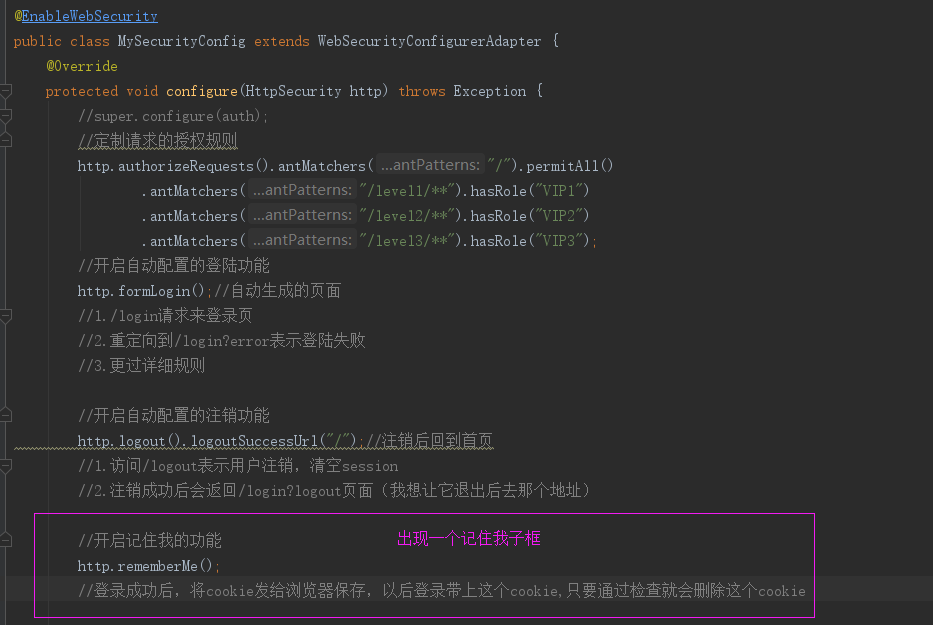 @EnableWebSecurity
public class MySecurityConfig extends WebSecurityConfigurerAdapter {
@Override
protected void configure(HttpSecurity http) throws Exception {
//super.configure(auth);
//定制请求的授权规则
http.authorizeRequests().antMatchers( ...antPatterns: "/").permitAll()
.antMatchers( ...antPatterns: "/level1/**").hasRole("VIP1")
.antMatchers( ...antPatterns: "/level2/**").hasRole("VIP2")
.antMatchers( ...antPatterns: "/level3/**").hasRole("VIP3");
//开启自动配置的登陆功能
http.formLogin();//自动生成的页面
//1./login请求来登录页
//2.重定向到/login?error表示登陆失败
//3.更过详细规则
//开启自动配置的注销功能
http.logout().logoutSuccessUrl("/");//注销后回到首页
//1.访问/logout表示用户注销，清空session
//2.注销成功后会返回/login?logout页面（我想让它退出后去那个地址）
//开启记住我的功能 出现一个记住我子框
http.rememberMe();
//登录成功后，将cookie发给浏览器保存，以后登录带上这个cookie,只要通过检查就会删除这个cookie